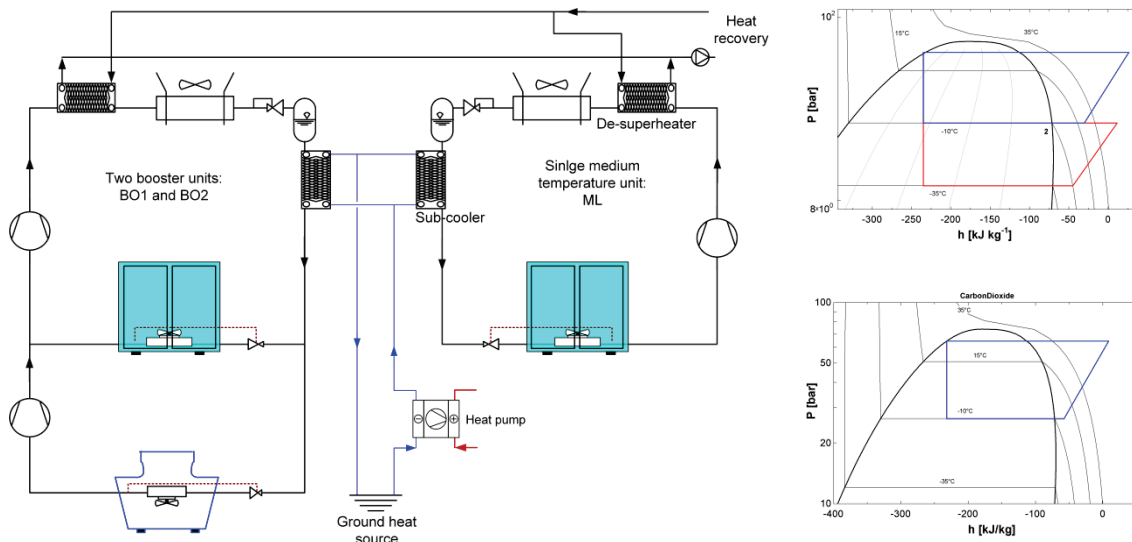 Heat
recovery
De-superheater
Two booster units:
BO1 and BO2
Sinlge medium
temperature unit:
ML
Sub-cooler
Heat pump
Ground heat
source
10²
15°C
35°C
P [bar]
-10°C
2
-35°C
8×10⁰
-300 -250 -200 -150 -100 -50 0
h [kJ kg⁻¹]
CarbonDioxide
100
35°C
15°C
50
P [bar]
-10°C
20
-35°C
10
-400 -300 -200 -100 0
h [kJ/kg]